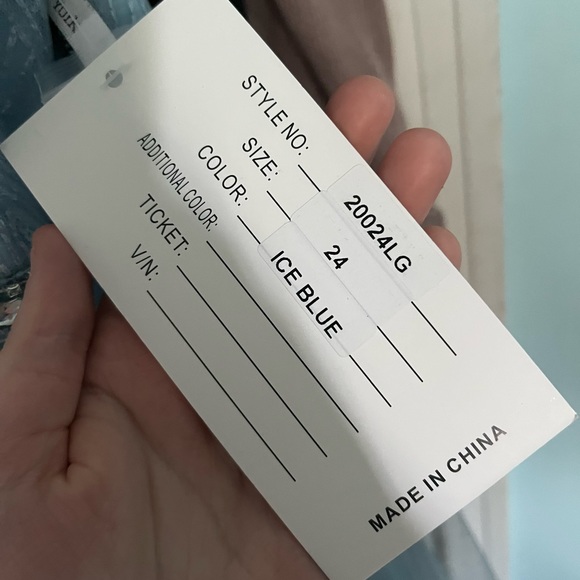 STYLE NO: 20024LG
SIZE: 24
COLOR: ICE BLUE
ADDITIONAL COLOR:
TICKET:
V/N:
MADE IN CHINA